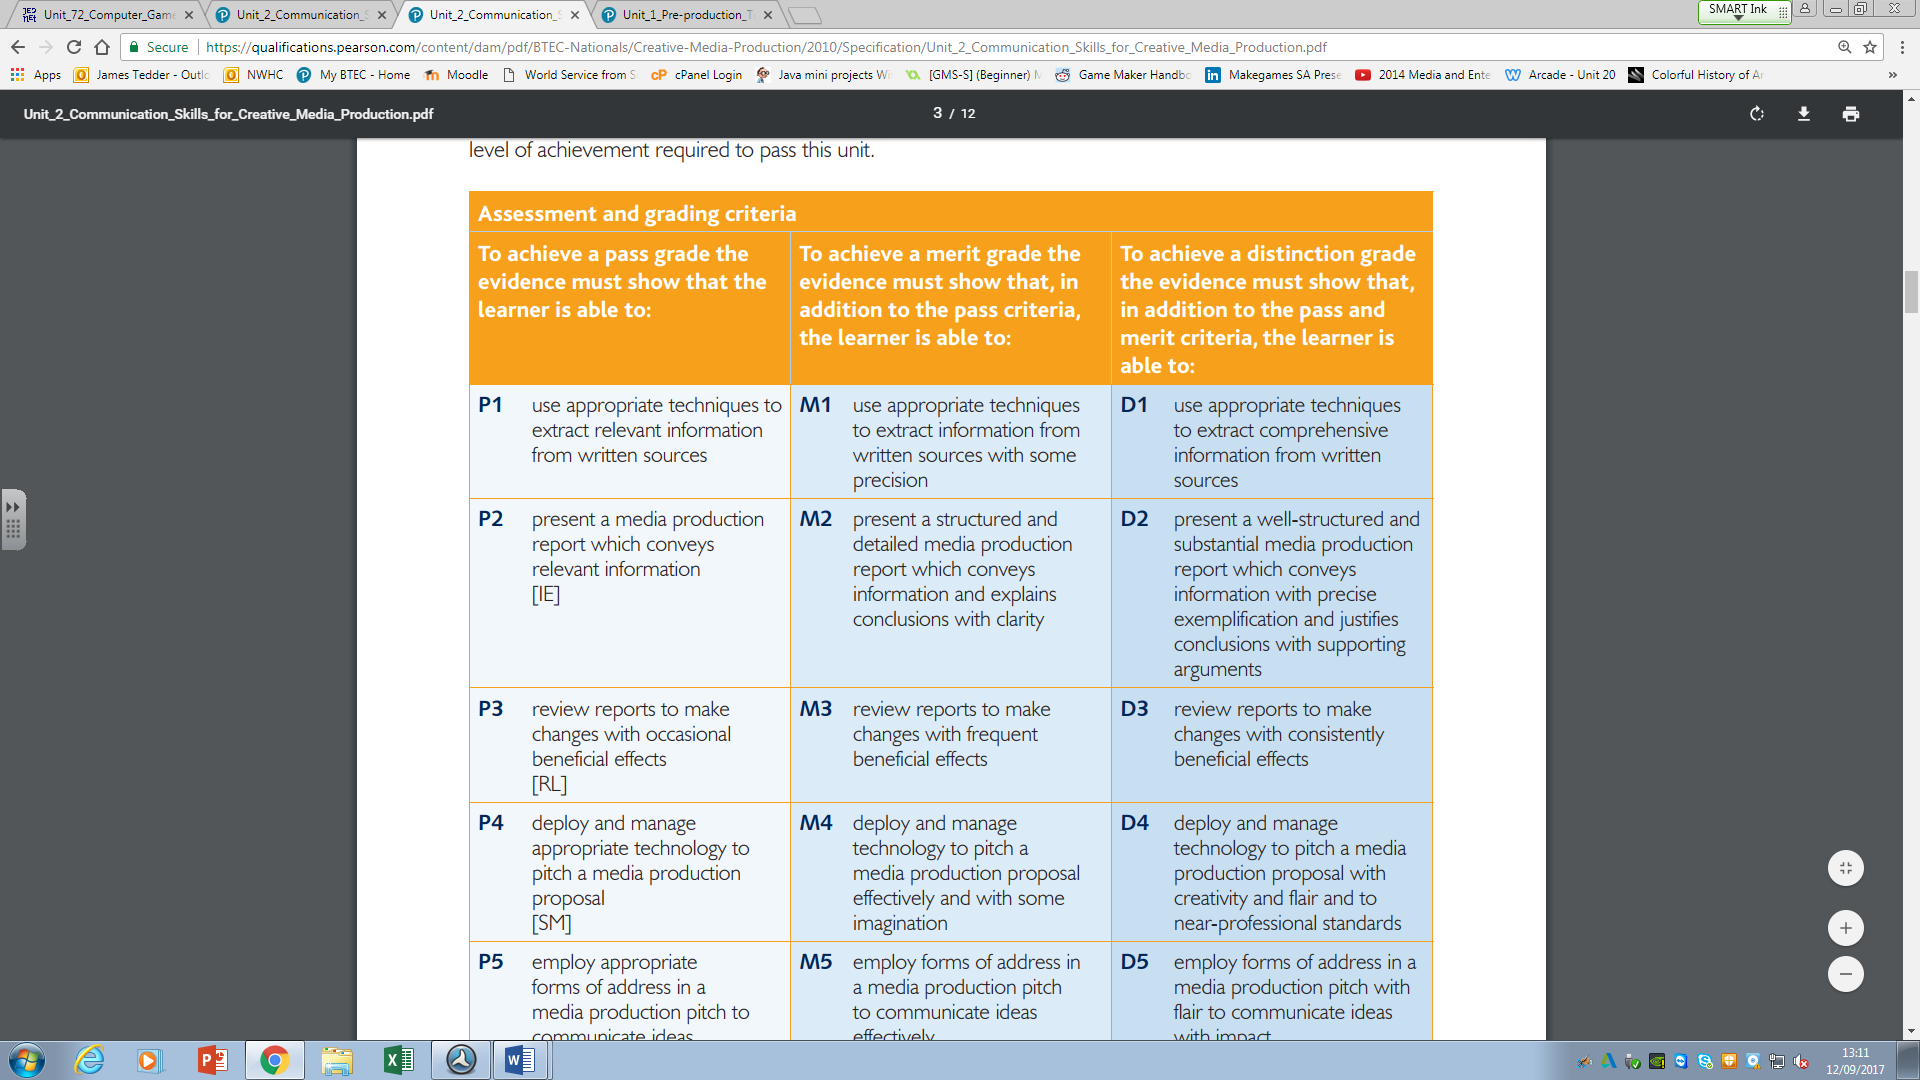 Unit_72_Computer_Game
Unit_2_Communication_S
Unit_2_Communication_S
Unit_1_Pre-production_T
SMART Ink
Secure
https://qualifications.pearson.com/content/dam/pdf/BTEC-Nationals/Creative-Media-Production/2010/Specification/Unit_2_Communication_Skills_for_Creative_Media_Production.pdf
Apps
James Tedder - Outlo
NWHC
My BTEC - Home
Moodle
World Service from S
cPanel Login
Java mini projects Wi
[GMS-S] (Beginner)
Game Maker Handbo
Makegames SA Prese
2014 Media and Ente
Arcade - Unit 20
Colorful History of Ar
Unit_2_Communication_Skills_for_Creative_Media_Production.pdf
3 / 12
level of achievement required to pass this unit.
Assessment and grading criteria
To achieve a pass grade the
evidence must show that the
learner is able to:
To achieve a merit grade the
evidence must show that, in
addition to the pass criteria,
the learner is able to:
To achieve a distinction grade
the evidence must show that,
in addition to the pass and
merit criteria, the learner is
able to:
P1 use appropriate techniques to
extract relevant information
from written sources
M1 use appropriate techniques
to extract information from
written sources with some
precision
D1 use appropriate techniques
to extract comprehensive
information from written
sources
P2 present a media production
report which conveys
relevant information
[IE]
M2 present a structured and
detailed media production
report which conveys
information and explains
conclusions with clarity
D2 present a well-structured and
substantial media production
report which conveys
information with precise
exemplification and justifies
conclusions with supporting
arguments
P3 review reports to make
changes with occasional
beneficial effects
[RL]
M3 review reports to make
changes with frequent
beneficial effects
D3 review reports to make
changes with consistently
beneficial effects
P4 deploy and manage
appropriate technology to
pitch a media production
proposal
[SM]
M4 deploy and manage
technology to pitch a
media production proposal
effectively and with some
imagination
D4 deploy and manage
technology to pitch a media
production proposal with
creativity and flair and to
near-professional standards
P5 employ appropriate
forms of address in a
media production pitch to
communicate ideas
M5 employ forms of address in
a media production pitch
to communicate ideas
effectively
D5 employ forms of address in a
media production pitch with
flair to communicate ideas
with impact
13:11
12/09/2017